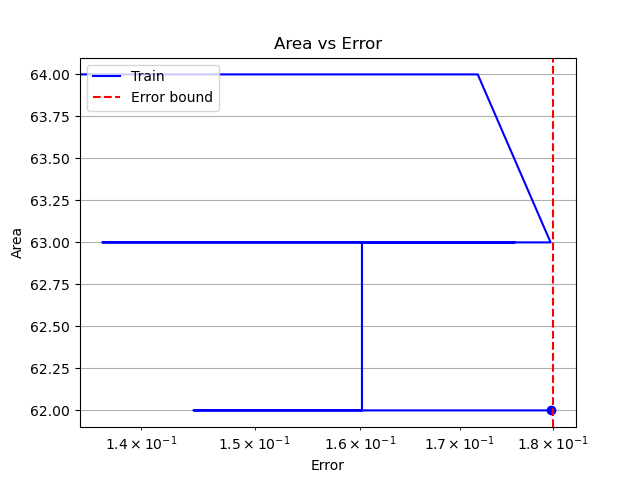 Area vs Error
Train
Error bound
64.00
63.75
63.50
63.25
63.00
62.75
62.50
62.25
62.00
Area
1.4 × 10⁻¹ 1.5 × 10⁻¹ 1.6 × 10⁻¹ 1.7 × 10⁻¹ 1.8 × 10⁻¹
Error